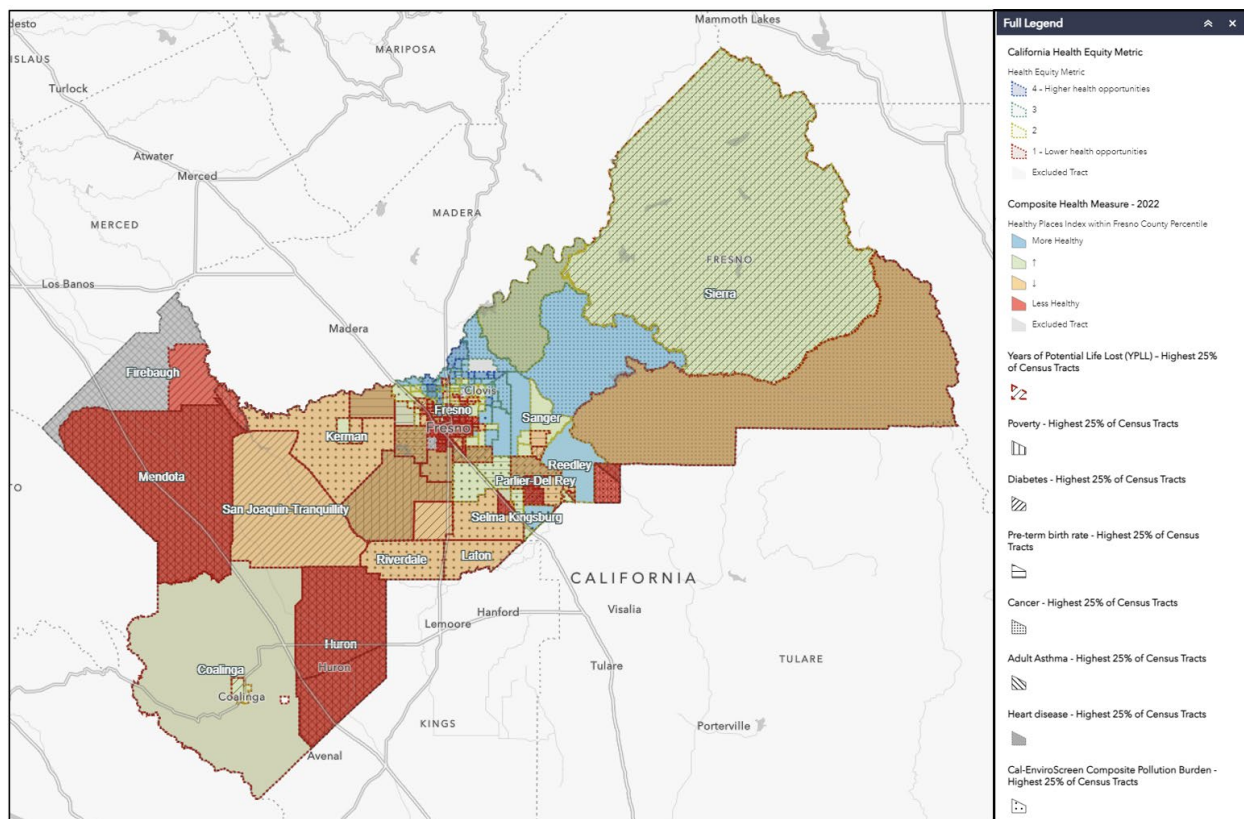 Mammoth Lakes
desto
MARIPOSA
ISLAUS
Turlock
Atwater
Merced
MERCED
MADERA
Los Banos
FRESNO
Sierra
Madera
Firebaugh
Clovis
Fresno
Fresno
Sanger
Kerman
Reedley
Mendota
Parlier-Del Rey
San Joaquin-Tranquillity
Selma Kingsburg
Riverdale
Laton
CALIFORNIA
Hanford
Visalia
Lemoore
Huron
Huron
Coalinga
Coalinga
Tulare
TULARE
KINGS
Porterville
Avenal
Full Legend
California Health Equity Metric
Health Equity Metric
4 - Higher health opportunities
3
2
1 - Lower health opportunities
Excluded Tract
Composite Health Measure - 2022
Healthy Places Index within Fresno County Percentile
More Healthy
↑
↓
Less Healthy
Excluded Tract
Years of Potential Life Lost (YPLL) - Highest 25%
of Census Tracts
Poverty - Highest 25% of Census Tracts
Diabetes - Highest 25% of Census Tracts
Pre-term birth rate - Highest 25% of Census
Tracts
Cancer - Highest 25% of Census Tracts
Adult Asthma - Highest 25% of Census Tracts
Heart disease - Highest 25% of Census Tracts
Cal-EnviroScreen Composite Pollution Burden -
Highest 25% of Census Tracts